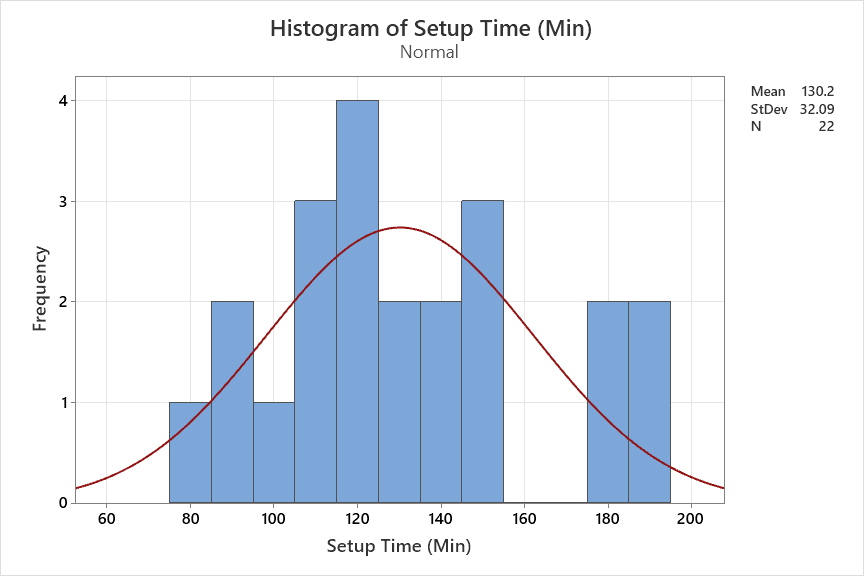 Histogram of Setup Time (Min)
Normal
Mean 130.2
StDev 32.09
N 22
Frequency
4
3
2
1
0
60 80 100 120 140 160 180 200
Setup Time (Min)